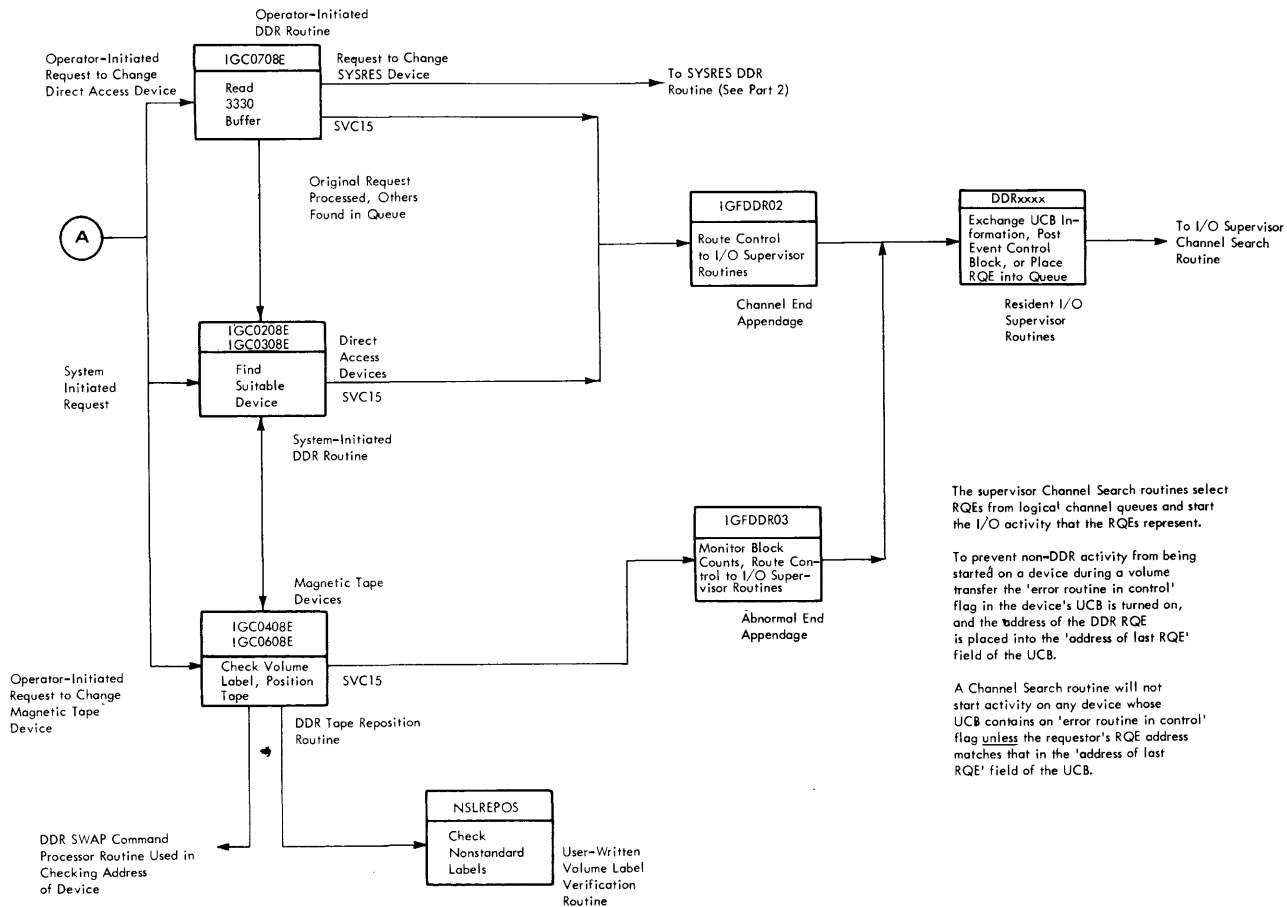 Operator-Initiated
DDR Routine
Operator-Initiated
Request to Change
Direct Access Device
IGC0708E
Read
3330
Buffer
Request to Change
SYSRES Device
To SYSRES DDR
Routine (See Part 2)
SVC15
Original Request
Processed, Others
Found in Queue
A
IGFDDR02
Route Control
to I/O Supervisor
Routines
Channel End
Appendage
DDRxxxx
Exchange UCB In-
formation, Post
Event Control
Block, or Place
RQE into Queue
Resident I/O
Supervisor
Routines
To I/O Supervisor
Channel Search
Routine
System
Initiated
Request
IGC0208E
IGC0308E
Find
Suitable
Device
Direct
Access
Devices
SVC15
System-Initiated
DDR Routine
IGFDDR03
Monitor Block
Counts, Route Con-
trol to I/O Super-
visor Routines
Abnormal End
Appendage
Magnetic Tape
Devices
IGC0408E
IGC0608E
Check Volume
Label, Position
Tape
SVC15
Operator-Initiated
Request to Change
Magnetic Tape
Device
DDR Tape Reposition
Routine
DDR SWAP Command
Processor Routine Used in
Checking Address
of Device
NSLREPOS
Check
Nonstandard
Labels
User-Written
Volume Label
Verification
Routine
The supervisor Channel Search routines select
RQEs from logical channel queues and start
the I/O activity that the RQEs represent.
To prevent non-DDR activity from being
started on a device during a volume
transfer the 'error routine in control'
flag in the device's UCB is turned on,
and the address of the DDR RQE
is placed into the 'address of last RQE'
field of the UCB.
A Channel Search routine will not
start activity on any device whose
UCB contains an 'error routine in control'
flag unless the requestor's RQE address
matches that in the 'address of last
RQE' field of the UCB.